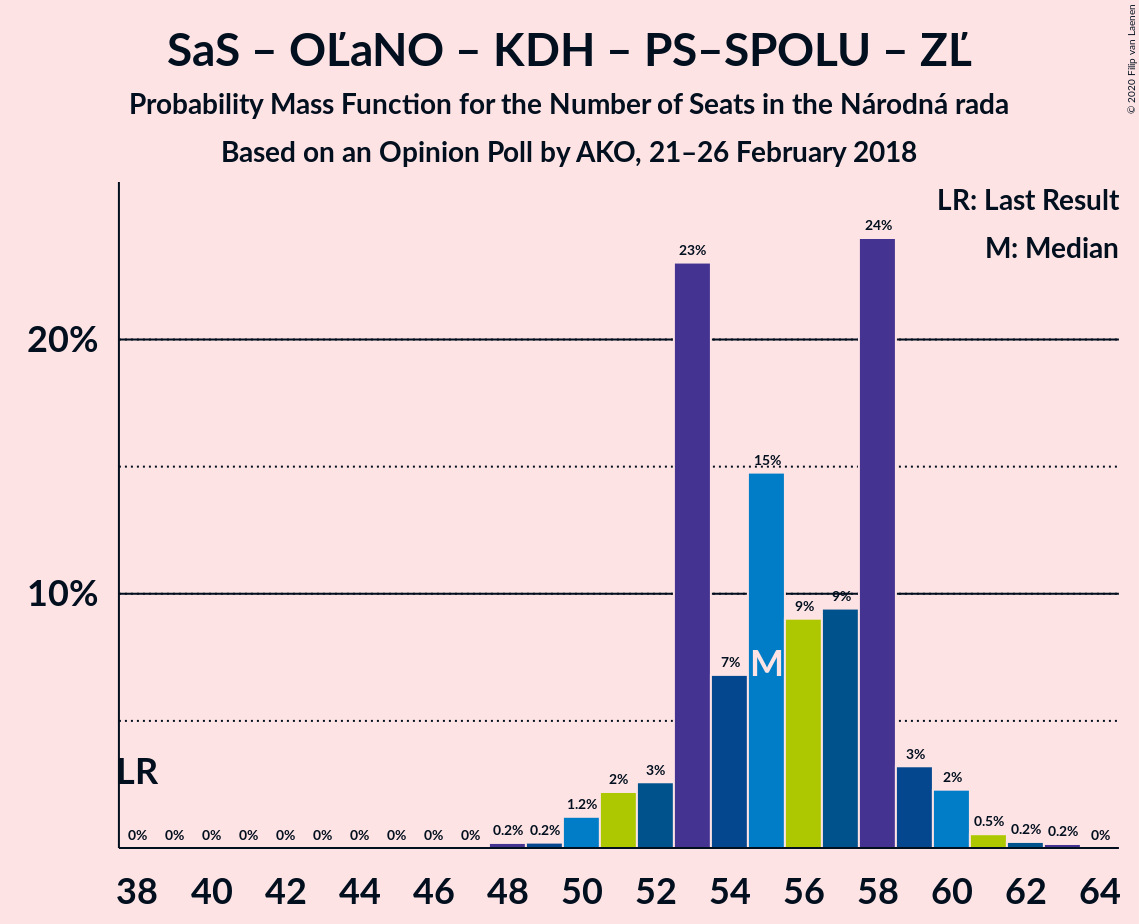 SaS – OĽaNO – KDH – PS–SPOLU – ZĽ
Probability Mass Function for the Number of Seats in the Národná rada
Based on an Opinion Poll by AKO, 21–26 February 2018
© 2020 Filip van Laenen
LR: Last Result
M: Median
20%
10%
LR
M
0% 0% 0% 0% 0% 0% 0% 0% 0% 0% 0.2% 0.2% 1.2% 2% 3% 23% 7% 15% 9% 9% 24% 3% 2% 0.5% 0.2% 0.2% 0%
38 40 42 44 46 48 50 52 54 56 58 60 62 64